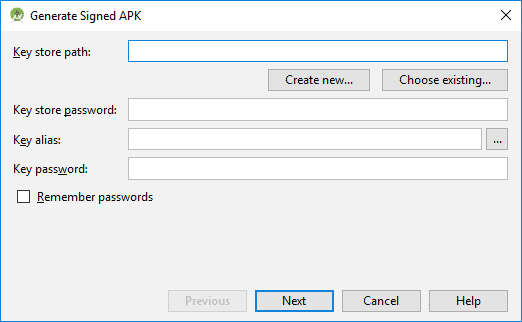 Generate Signed APK
Key store path:
Create new... Choose existing...
Key store password:
Key alias: ...
Key password:
Remember passwords
Previous Next Cancel Help